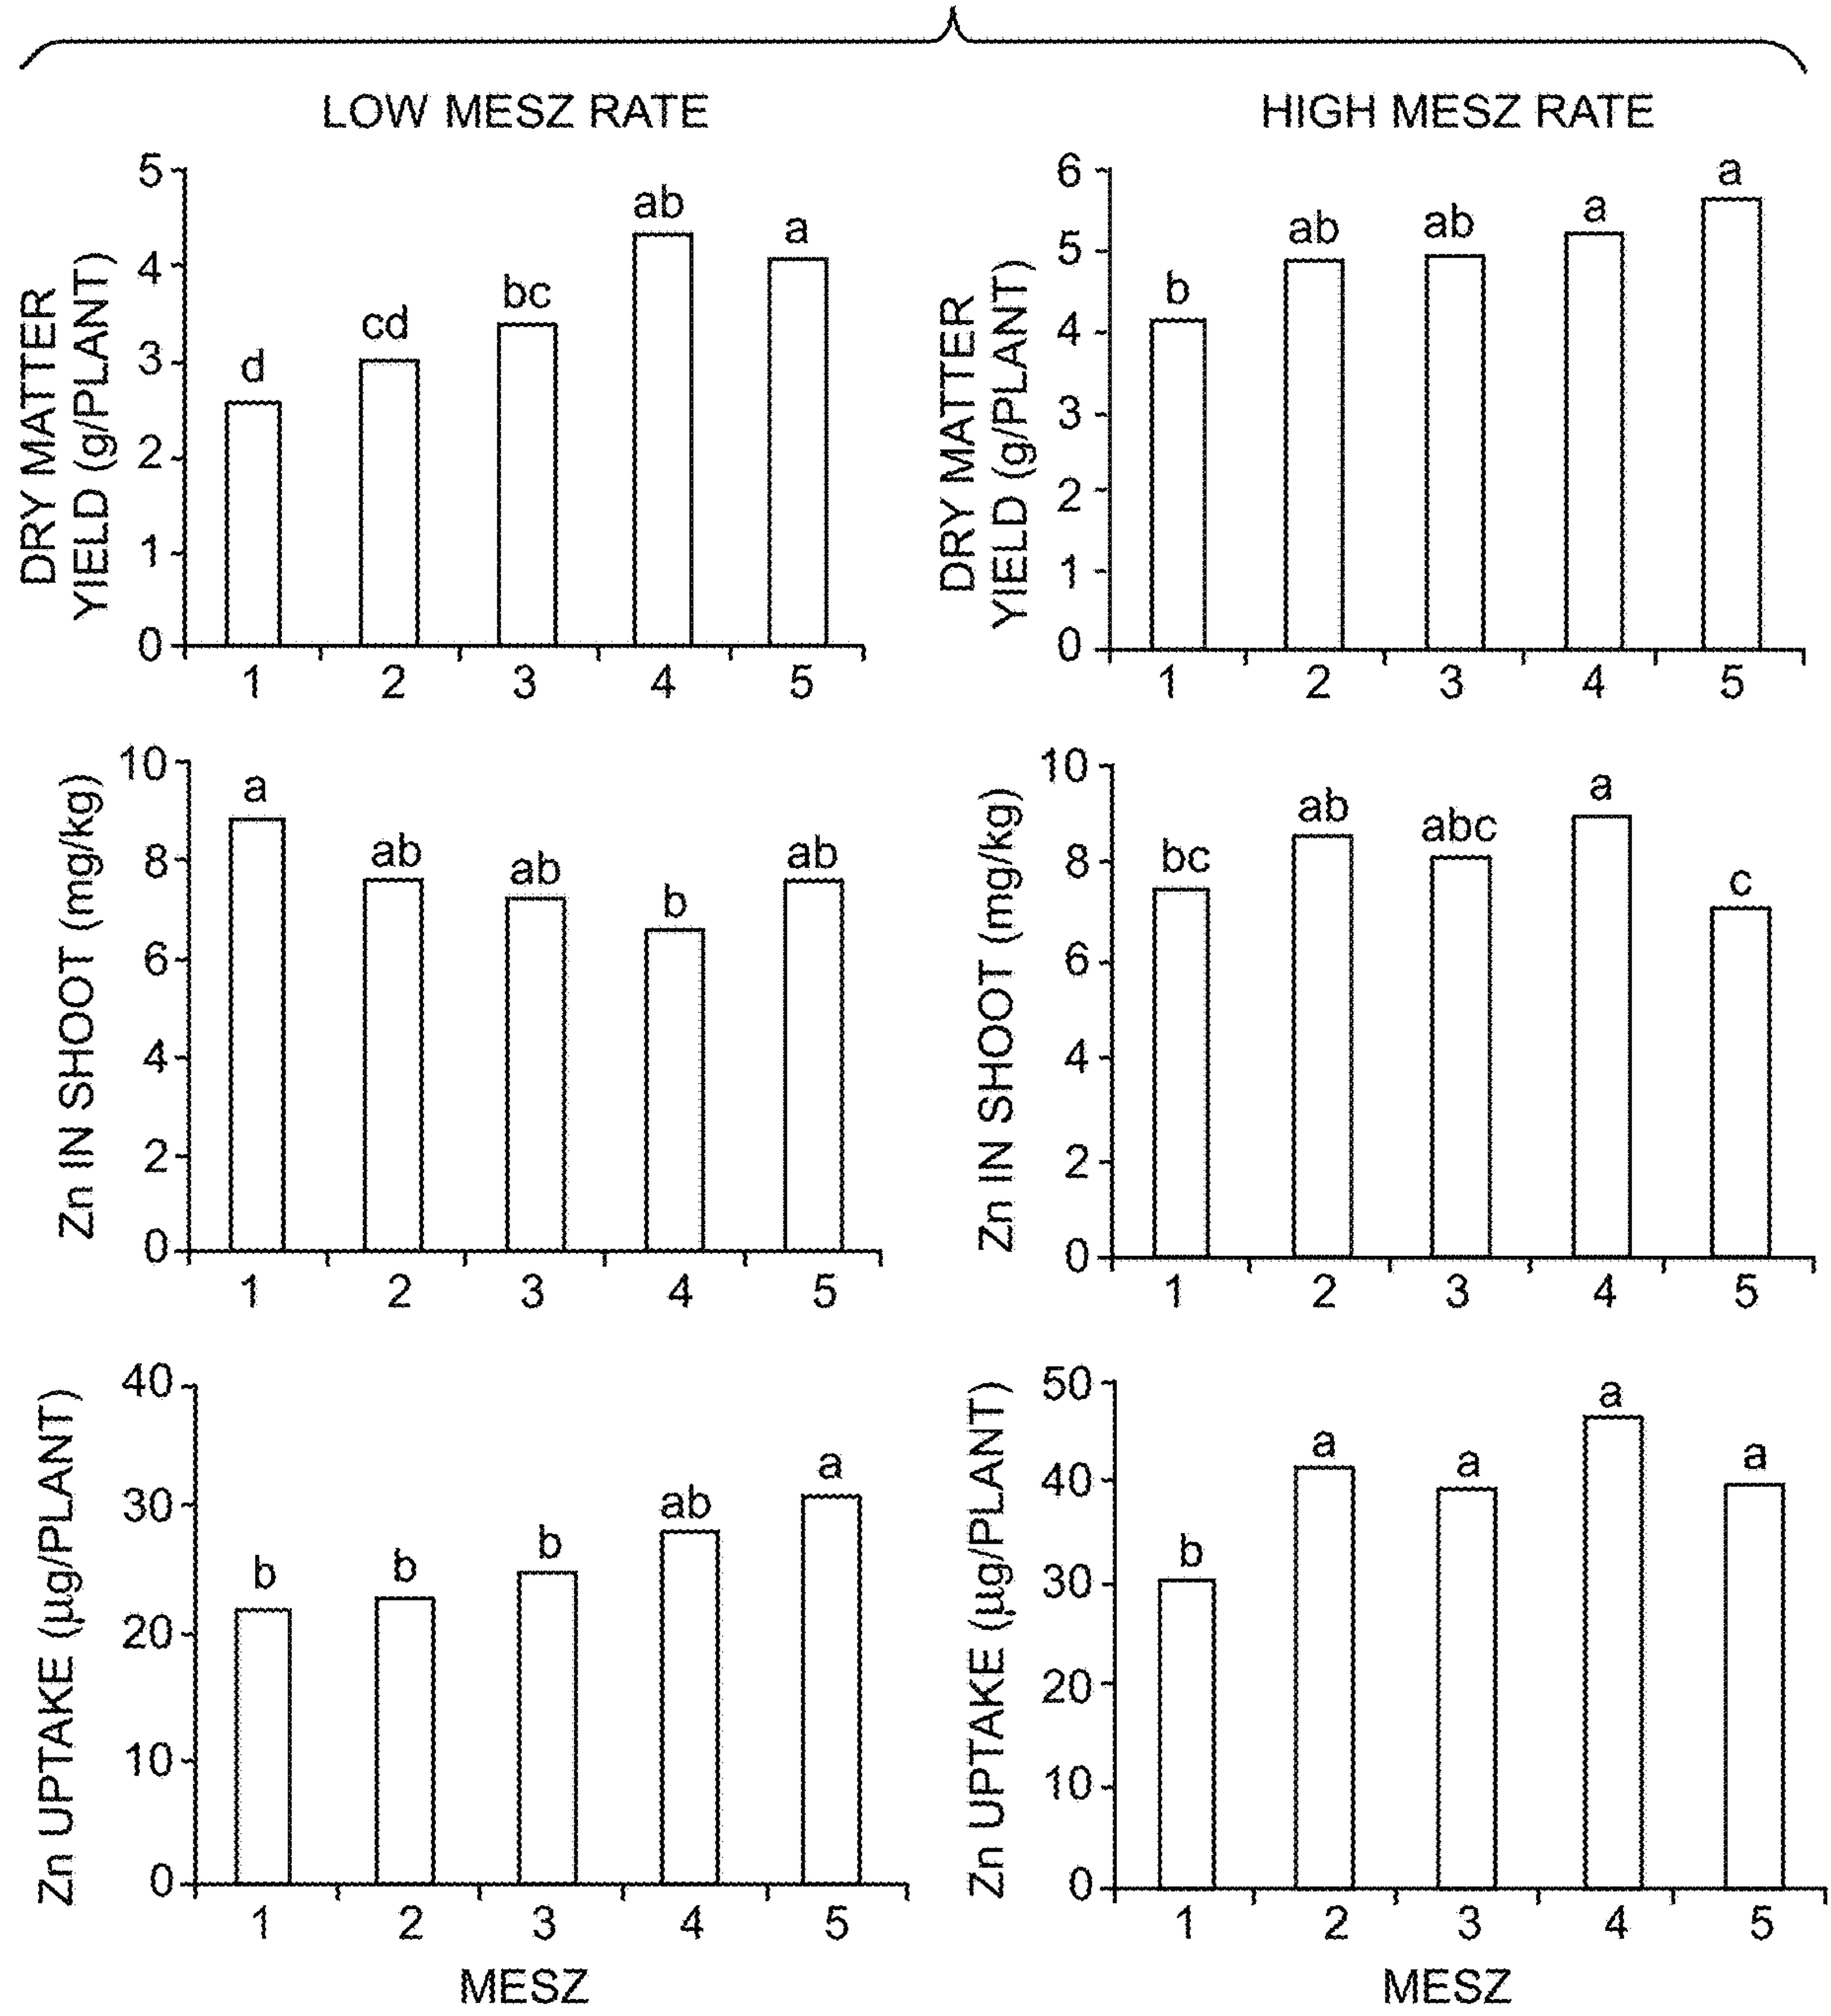 LOW MESZ RATE
HIGH MESZ RATE
DRY MATTER
YIELD (g/PLANT)
5
4
3
2
1
0
d
cd
bc
ab
a
1 2 3 4 5
DRY MATTER
YIELD (g/PLANT)
6
5
4
3
2
1
0
b
ab
ab
a
a
1 2 3 4 5
Zn IN SHOOT (mg/kg)
10
8
6
4
2
0
a
ab
ab
b
ab
1 2 3 4 5
Zn IN SHOOT (mg/kg)
10
8
6
4
2
0
bc
ab
abc
a
c
1 2 3 4 5
Zn UPTAKE (µg/PLANT)
40
30
20
10
0
b
b
b
ab
a
1 2 3 4 5
MESZ
Zn UPTAKE (µg/PLANT)
50
40
30
20
10
0
b
a
a
a
a
1 2 3 4 5
MESZ